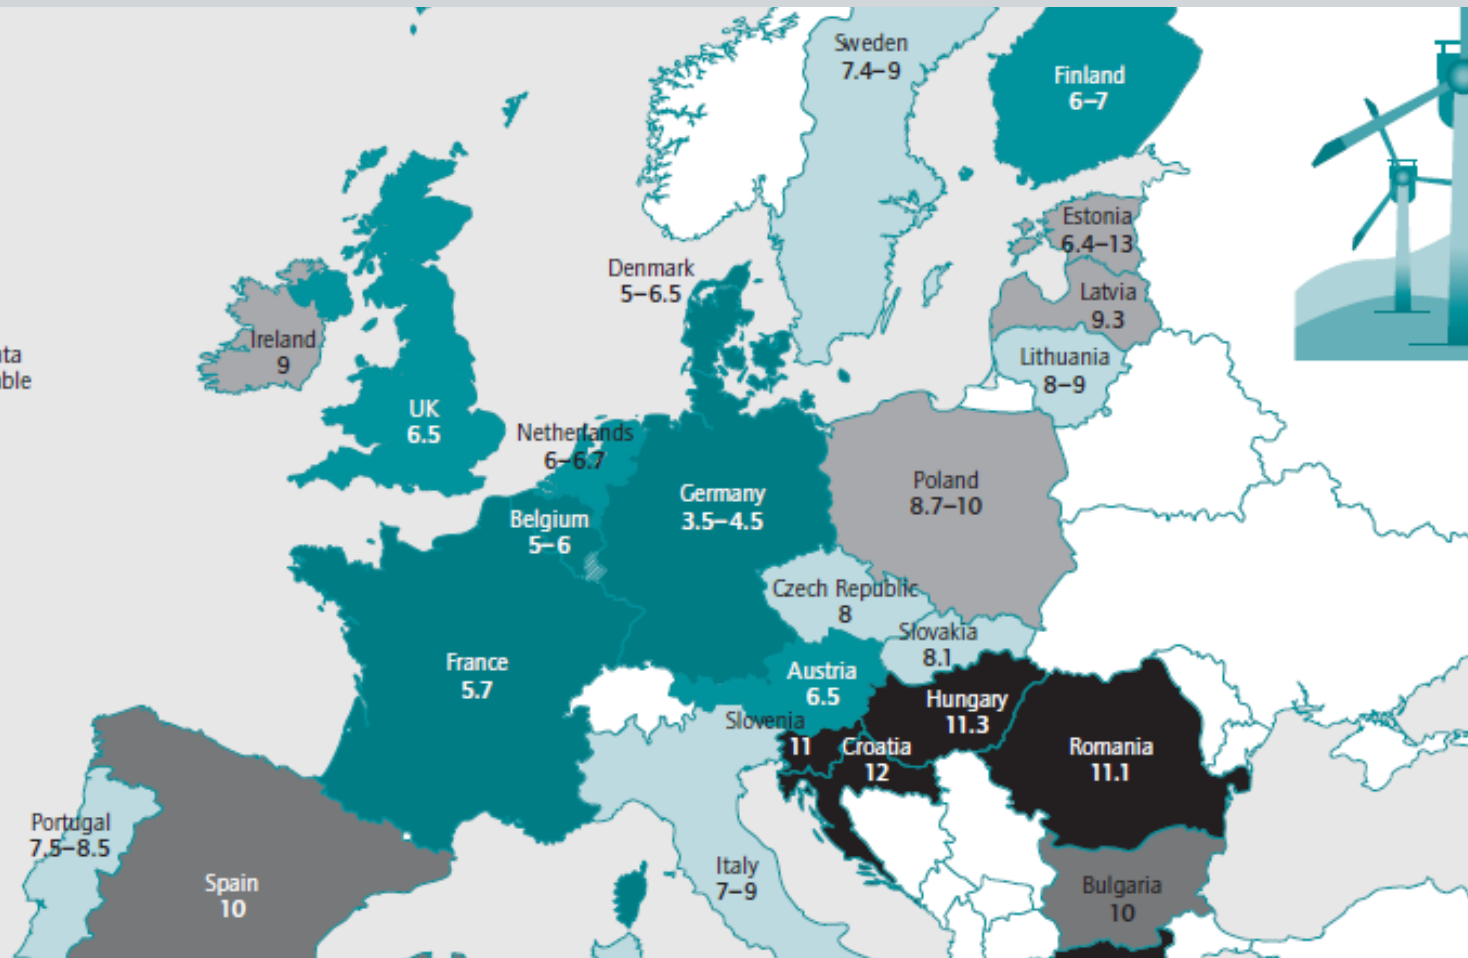 Sweden
7.4–9
Finland
6–7
Estonia
6.4–13
Denmark
5–6.5
Latvia
9.3
Ireland
9
Lithuania
8–9
UK
6.5
Netherlands
6–6.7
Poland
8.7–10
Germany
3.5–4.5
Belgium
5–6
Czech Republic
8
Slovakia
8.1
France
5.7
Austria
6.5
Hungary
11.3
Slovenia
11
Croatia
12
Romania
11.1
Portugal
7.5–8.5
Italy
7–9
Spain
10
Bulgaria
10